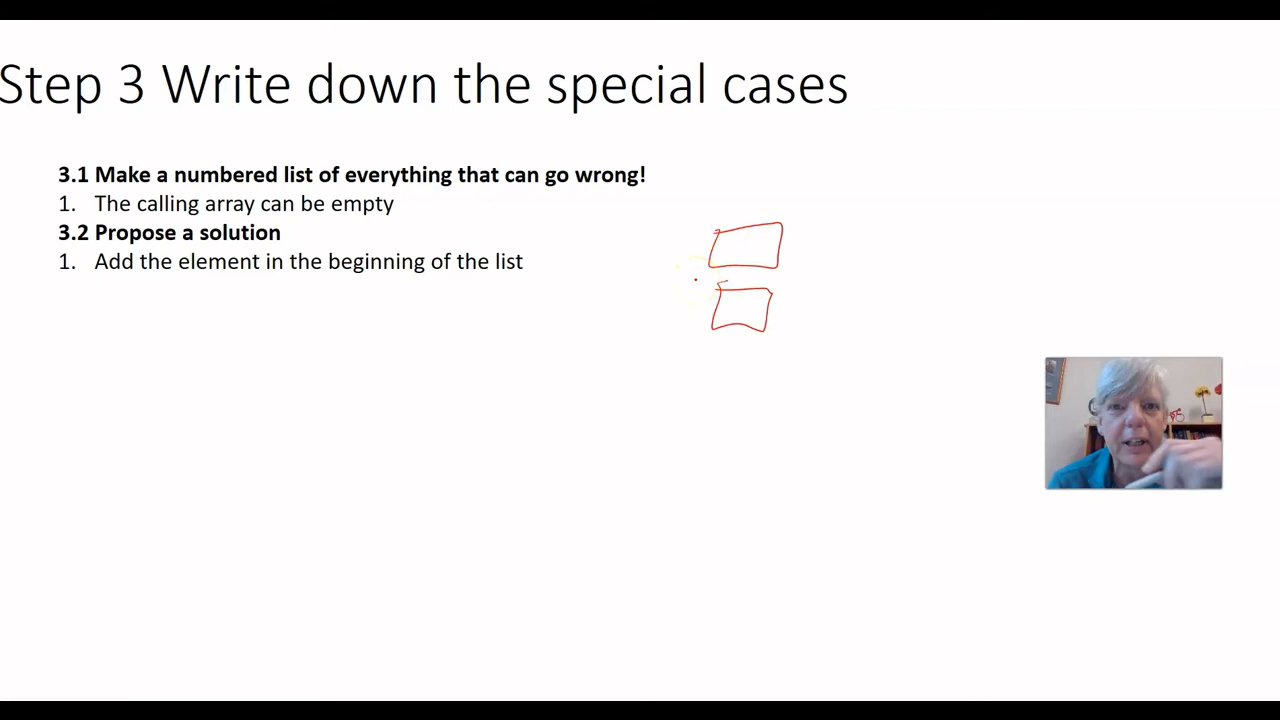 Step 3 Write down the special cases
3.1 Make a numbered list of everything that can go wrong!
1. The calling array can be empty
3.2 Propose a solution
1. Add the element in the beginning of the list